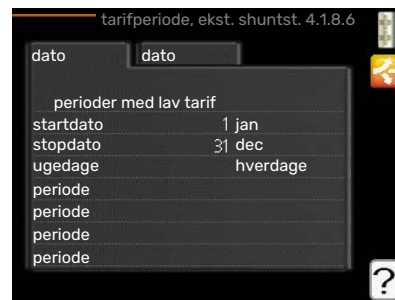 tarifperiode, ekst. shuntst. 4.1.8.6
dato dato
perioder med lav tarif
startdato 1 jan
stopdato 31 dec
ugedage hverdage
periode
periode
periode
periode
?